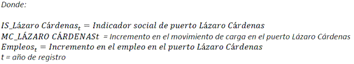 Donde:
IS_Lázaro Cárdenasₜ = Indicador social de puerto Lázaro Cárdenas
MC_LÁZARO CÁRDENASt = Incremento en el movimiento de carga en el puerto Lázaro Cárdenas
Empleosₜ = Incremento en el empleo en el puerto Lázaro Cárdenas
t = año de registro